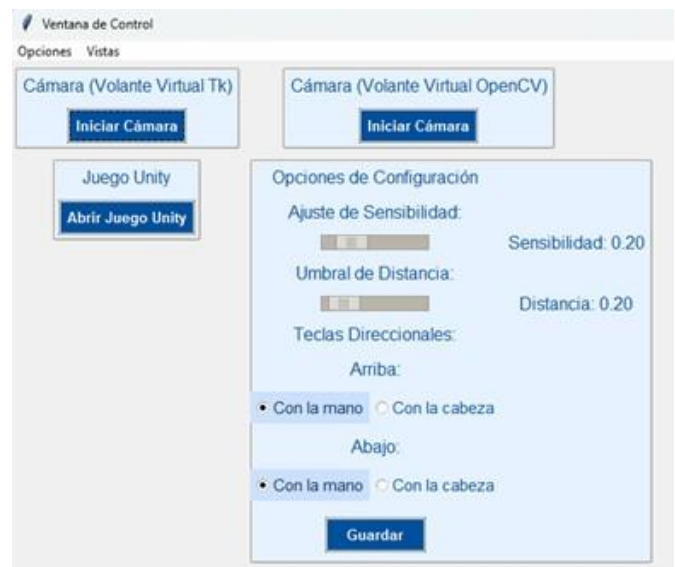 Ventana de Control
Opciones Vistas
Cámara (Volante Virtual Tk)
Iniciar Cámara
Cámara (Volante Virtual OpenCV)
Iniciar Cámara
Juego Unity
Abrir Juego Unity
Opciones de Configuración
Ajuste de Sensibilidad:
Sensibilidad: 0.20
Umbral de Distancia:
Distancia: 0.20
Teclas Direccionales:
Arriba:
Con la mano Con la cabeza
Abajo:
Con la mano Con la cabeza
Guardar